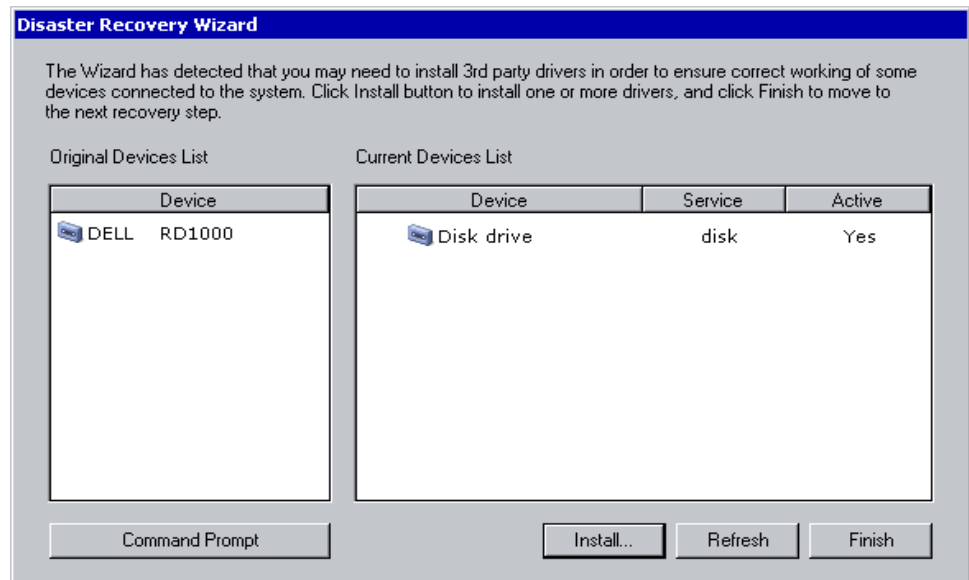 Disaster Recovery Wizard
The Wizard has detected that you may need to install 3rd party drivers in order to ensure correct working of some
devices connected to the system. Click Install button to install one or more drivers, and click Finish to move to
the next recovery step.
Original Devices List
Current Devices List
Device
Device Service Active
DELL RD1000
Disk drive disk Yes
Command Prompt Install... Refresh Finish